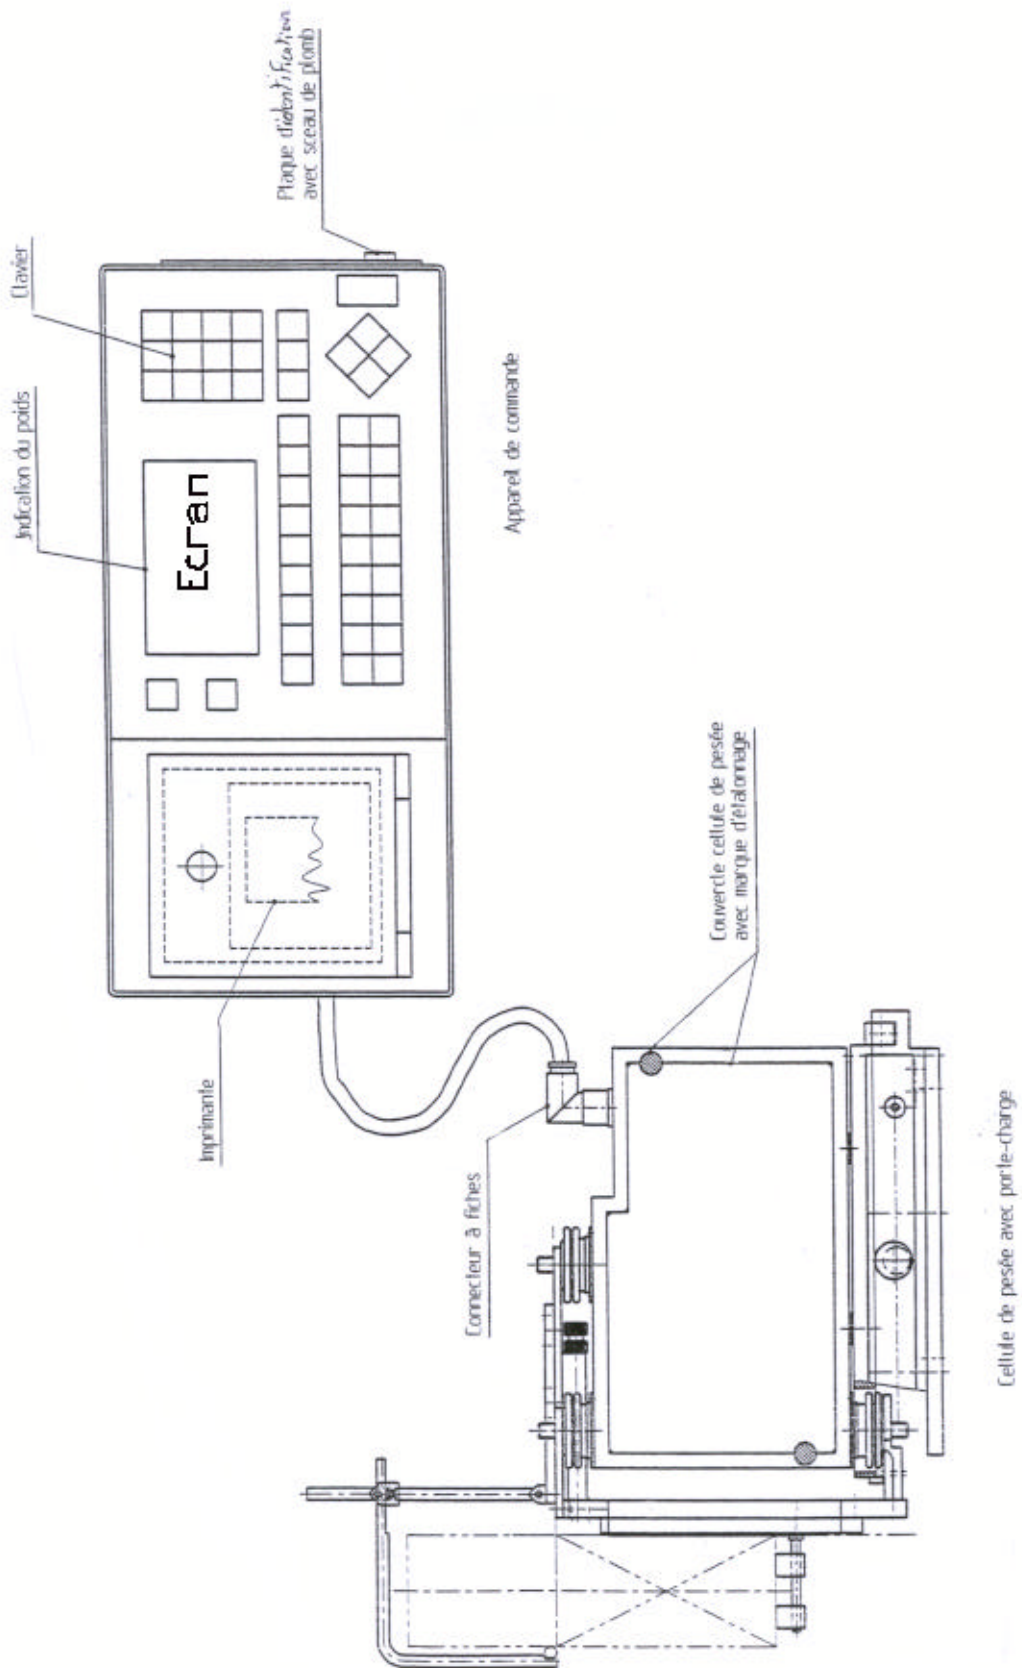 Indication du poids
Clavier
Plaque d'identification
avec sceau de plomb
Ecran
Appareil de commande
Imprimante
Connecteur à fiches
Couvercle cellule de pesée
avec marque d'étalonnage
Cellule de pesée avec porte-charge